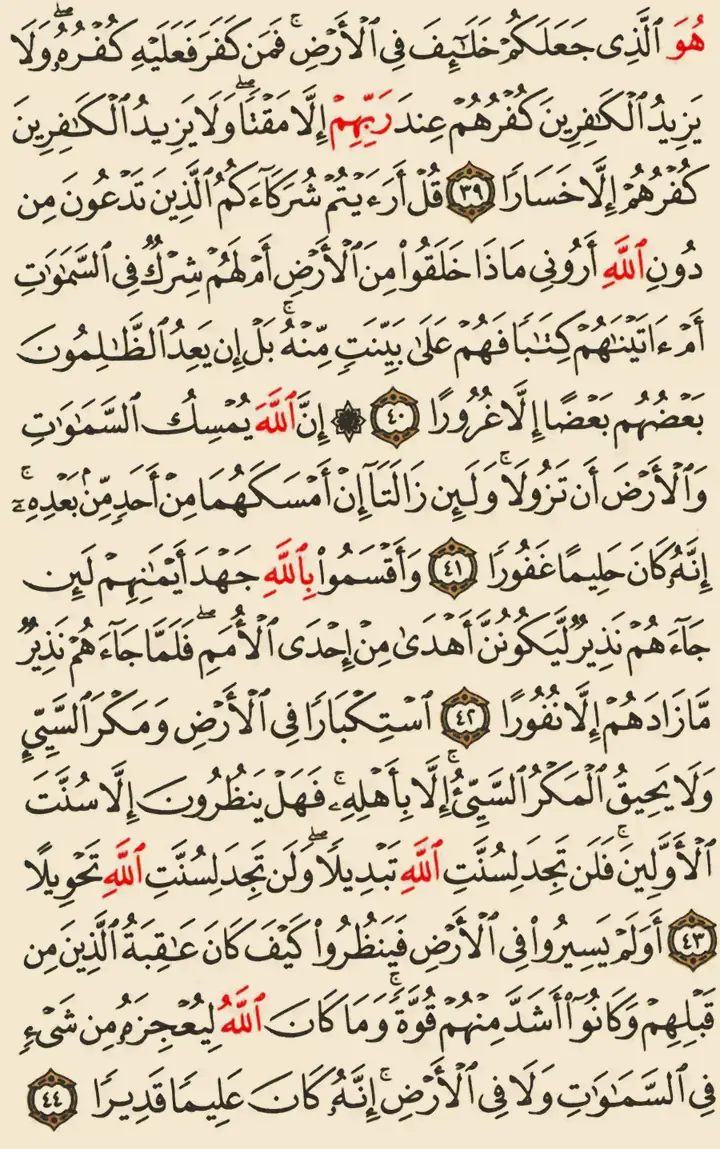 هُوَ ٱلَّذِى جَعَلَكُمْ خَلَـٰٓئِفَ فِى ٱلْأَرْضِ ۚ فَمَن كَفَرَ فَعَلَيْهِ كُفْرُهُۥ ۖ وَلَا
يَزِيدُ ٱلْكَـٰفِرِينَ كُفْرُهُمْ عِندَ رَبِّهِمْ إِلَّا مَقْتًا ۖ وَلَا يَزِيدُ ٱلْكَـٰفِرِينَ
كُفْرُهُمْ إِلَّا خَسَارًا ٣٩ قُلْ أَرَءَيْتُمْ شُرَكَآءَكُمُ ٱلَّذِينَ تَدْعُونَ مِن
دُونِ ٱللَّهِ أَرُونِى مَاذَا خَلَقُوا۟ مِنَ ٱلْأَرْضِ أَمْ لَهُمْ شِرْكٌ فِى ٱلسَّمَـٰوَٰتِ
أَمْ ءَاتَيْنَـٰهُمْ كِتَـٰبًا فَهُمْ عَلَىٰ بَيِّنَتٍ مِّنْهُ ۚ بَلْ إِن يَعِدُ ٱلظَّـٰلِمُونَ
بَعْضُهُم بَعْضًا إِلَّا غُرُورًا ٤٠ ۞ إِنَّ ٱللَّهَ يُمْسِكُ ٱلسَّمَـٰوَٰتِ
وَٱلْأَرْضَ أَن تَزُولَا ۚ وَلَئِن زَالَتَآ إِنْ أَمْسَكَهُمَا مِنْ أَحَدٍ مِّنۢ بَعْدِهِۦٓ ۚ
إِنَّهُۥ كَانَ حَلِيمًا غَفُورًا ٤١ وَأَقْسَمُوا۟ بِٱللَّهِ جَهْدَ أَيْمَـٰنِهِمْ لَئِن
جَآءَهُمْ نَذِيرٌ لَّيَكُونُنَّ أَهْدَىٰ مِنْ إِحْدَى ٱلْأُمَمِ ۖ فَلَمَّا جَآءَهُمْ نَذِيرٌ
مَّا زَادَهُمْ إِلَّا نُفُورًا ٤٢ ٱسْتِكْبَارًا فِى ٱلْأَرْضِ وَمَكْرَ ٱلسَّيِّئِ
وَلَا يَحِيقُ ٱلْمَكْرُ ٱلسَّيِّئُ إِلَّا بِأَهْلِهِۦ ۚ فَهَلْ يَنظُرُونَ إِلَّا سُنَّتَ
ٱلْأَوَّلِينَ ۚ فَلَن تَجِدَ لِسُنَّتِ ٱللَّهِ تَبْدِيلًا ۖ وَلَن تَجِدَ لِسُنَّتِ ٱللَّهِ تَحْوِيلًا
٤٣ أَوَلَمْ يَسِيرُوا۟ فِى ٱلْأَرْضِ فَيَنظُرُوا۟ كَيْفَ كَانَ عَـٰقِبَةُ ٱلَّذِينَ مِن
قَبْلِهِمْ وَكَانُوٓا۟ أَشَدَّ مِنْهُمْ قُوَّةً ۚ وَمَا كَانَ ٱللَّهُ لِيُعْجِزَهُۥ مِن شَىْءٍ
فِى ٱلسَّمَـٰوَٰتِ وَلَا فِى ٱلْأَرْضِ ۚ إِنَّهُۥ كَانَ عَلِيمًا قَدِيرًا ٤٤